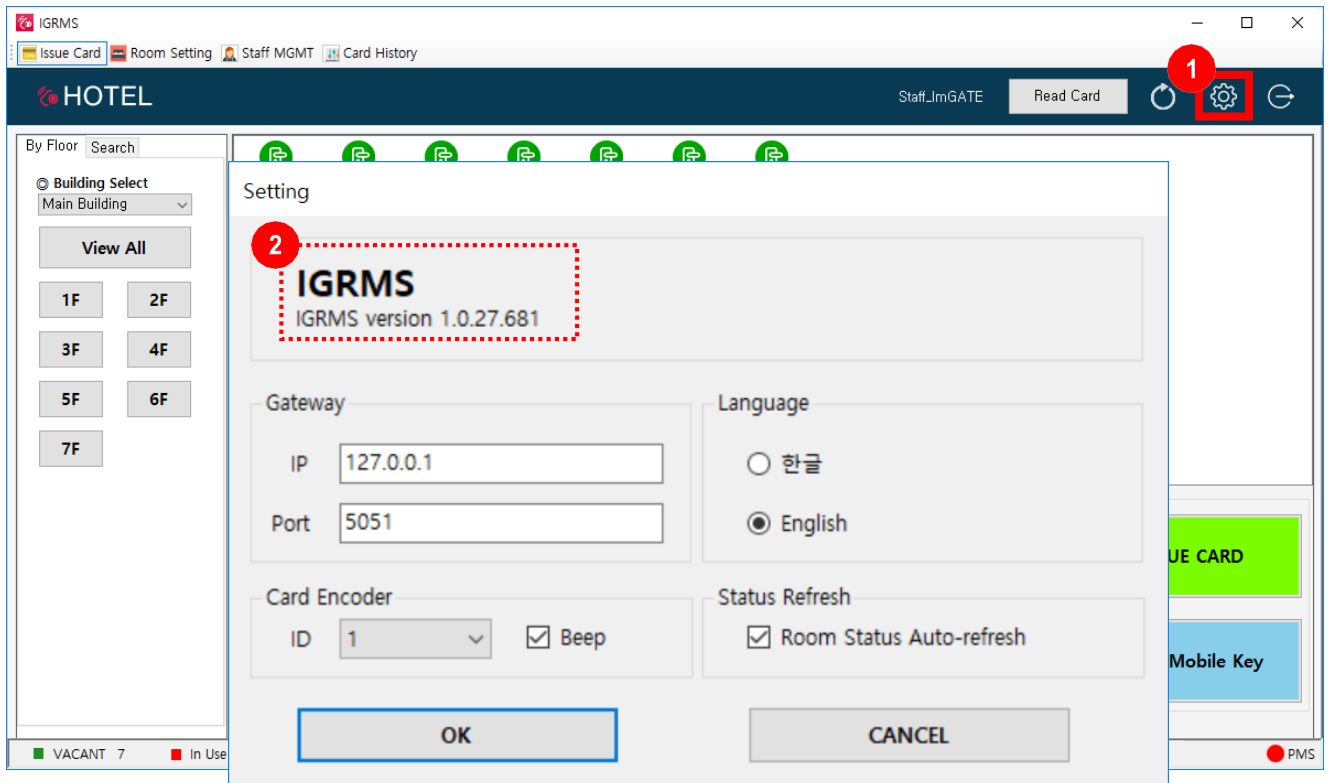 IGRMS
Issue Card Room Setting Staff MGMT Card History
1
HOTEL
Staff_ImGATE
Read Card
By Floor Search
Building Select
Main Building
View All
1F 2F
3F 4F
5F 6F
7F
Setting
2
IGRMS
IGRMS version 1.0.27.681
Gateway
IP 127.0.0.1
Port 5051
Language
한글
English
Card Encoder
ID 1 Beep
Status Refresh
Room Status Auto-refresh
OK
CANCEL
UE CARD
Mobile Key
VACANT 7 In Use
PMS